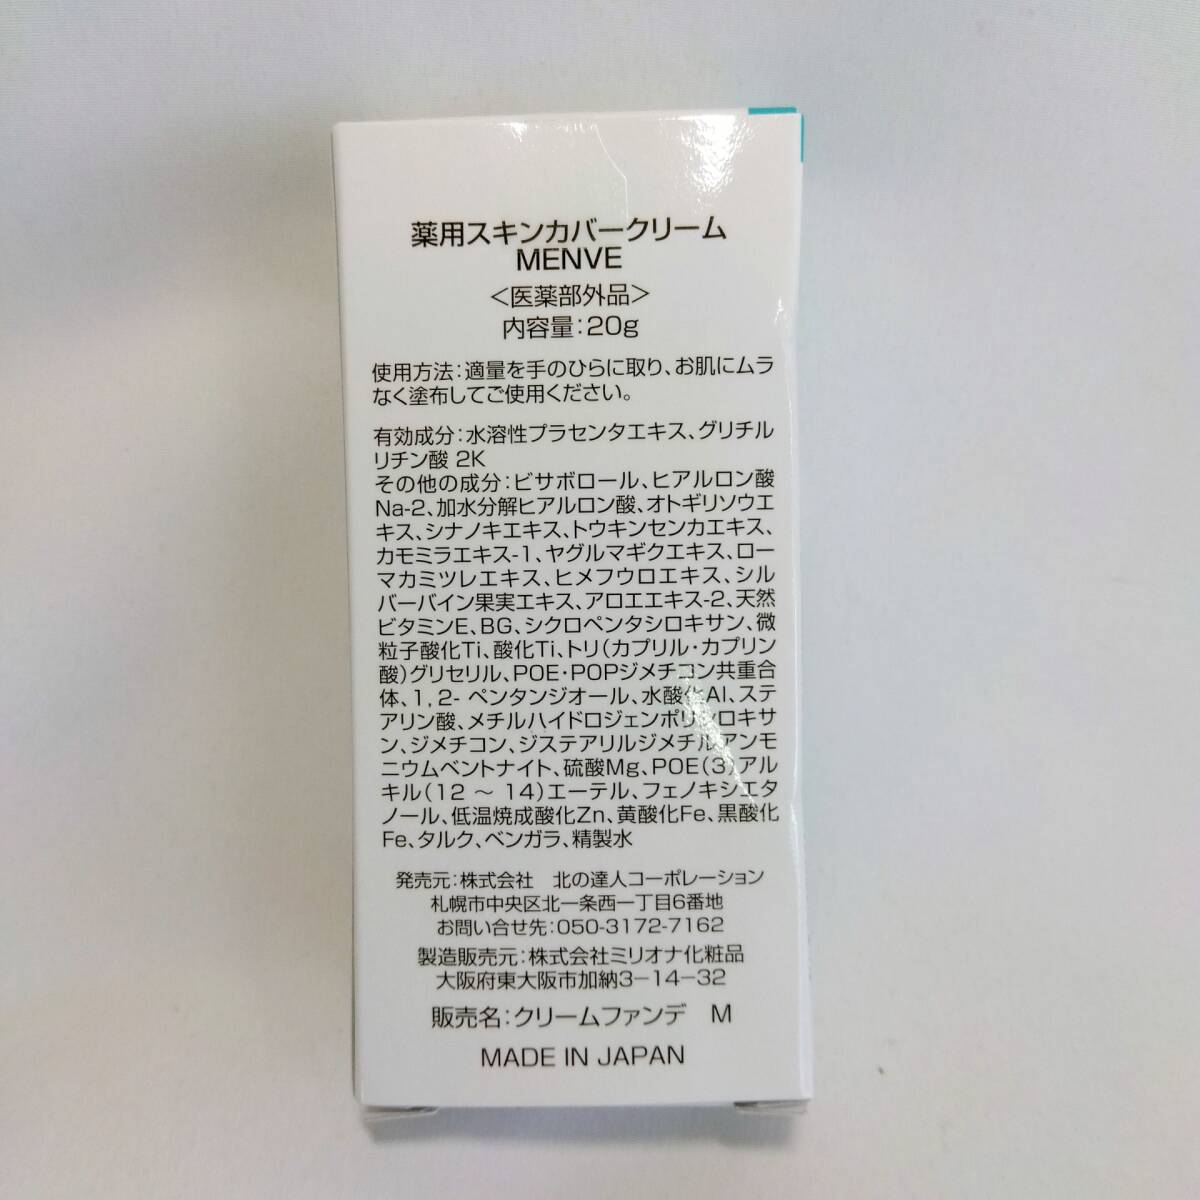 薬用スキンカバークリーム
MENVE
＜医薬部外品＞
内容量：20g
使用方法：適量を手のひらに取り、お肌にムラ
なく塗布してご使用ください。
有効成分：水溶性プラセンタエキス、グリチル
リチン酸 2K
その他の成分：ビサボロール、ヒアルロン酸
Na-2、加水分解ヒアルロン酸、オトギリソウエ
キス、シナノキエキス、トウキンセンカエキス、
カモミラエキス-1、ヤグルマギクエキス、ロー
マカミツレエキス、ヒメフウロエキス、シル
バーバイン果実エキス、アロエエキス-2、天然
ビタミンE、BG、シクロペンタシロキサン、微
粒子酸化Ti、酸化Ti、トリ(カプリル・カプリン
酸)グリセリル、POE・POPジメチコン共重合
体、1,2- ペンタンジオール、水酸化Al、ステ
アリン酸、メチルハイドロジェンポリシロキサ
ン、ジメチコン、ジステアリルジメチルアンモ
ニウムベントナイト、硫酸Mg、POE(3)アル
キル(12 ～ 14)エーテル、フェノキシエタ
ノール、低温焼成酸化Zn、黄酸化Fe、黒酸化
Fe、タルク、ベンガラ、精製水
発売元：株式会社　北の達人コーポレーション
札幌市中央区北一条西一丁目6番地
お問い合せ先：050-3172-7162
製造販売元：株式会社ミリオナ化粧品
大阪府東大阪市加納3－14－32
販売名：クリームファンデ　M
MADE IN JAPAN